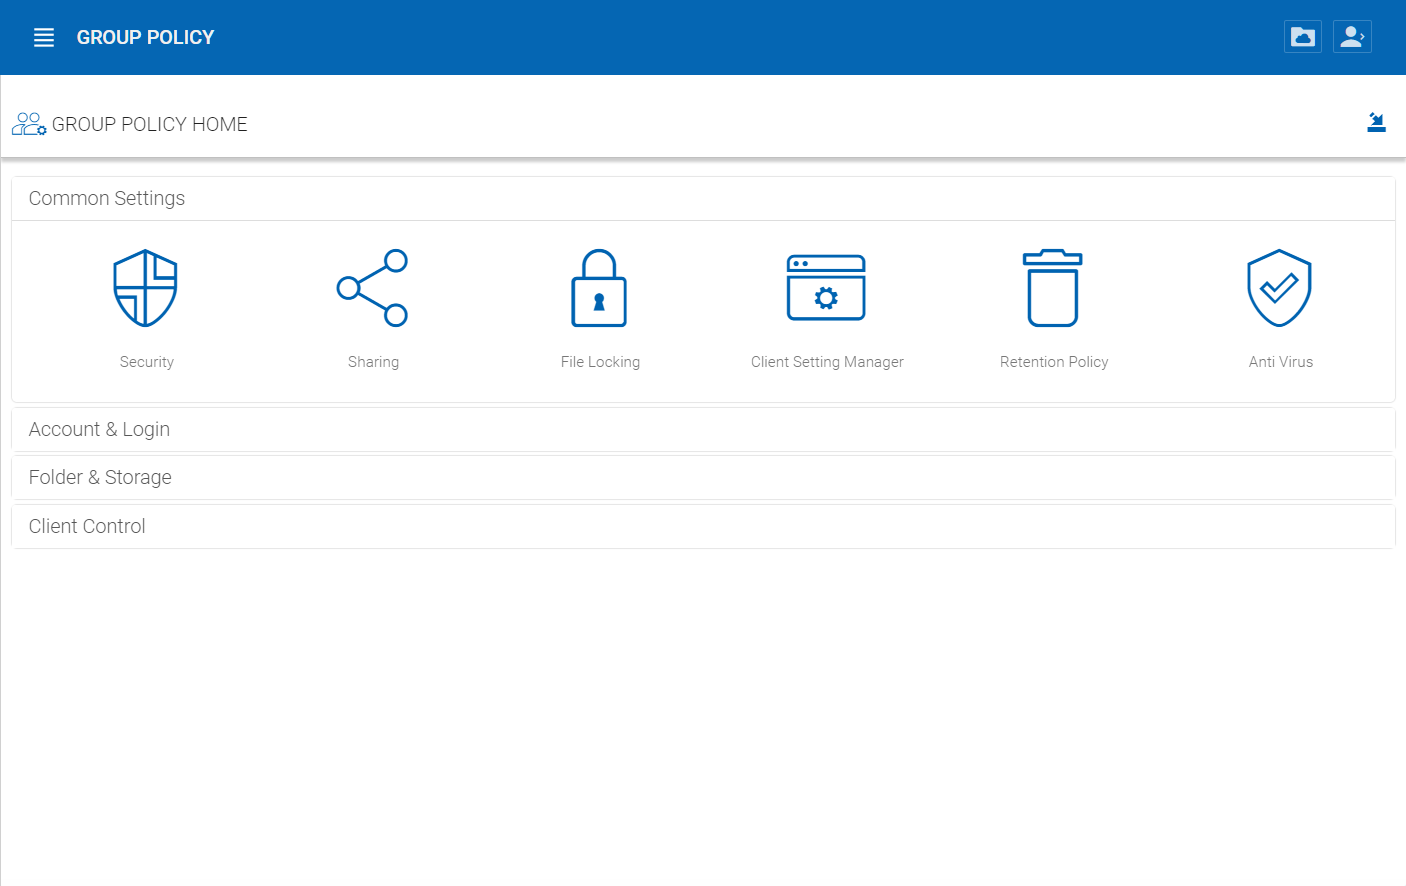 GROUP POLICY
GROUP POLICY HOME
Common Settings
Security
Sharing
File Locking
Client Setting Manager
Retention Policy
Anti Virus
Account & Login
Folder & Storage
Client Control